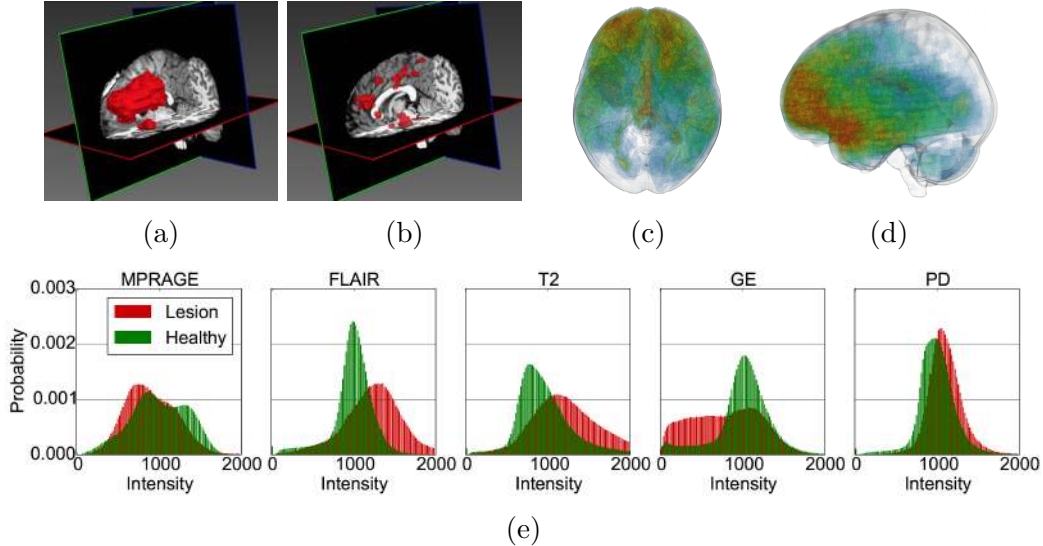 (a) (b) (c) (d)
MPRAGE FLAIR T2 GE PD
0.003
Lesion
Healthy
0.002
0.001
0.000
Probability
0 1000 2000 0 1000 2000 0 1000 2000 0 1000 2000 0 1000 2000
Intensity Intensity Intensity Intensity Intensity
(e)